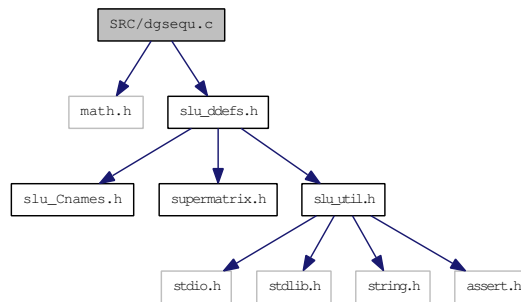 SRC/dgsequ.c
math.h
slu_ddefs.h
slu_Cnames.h
supermatrix.h
slu_util.h
stdio.h
stdlib.h
string.h
assert.h